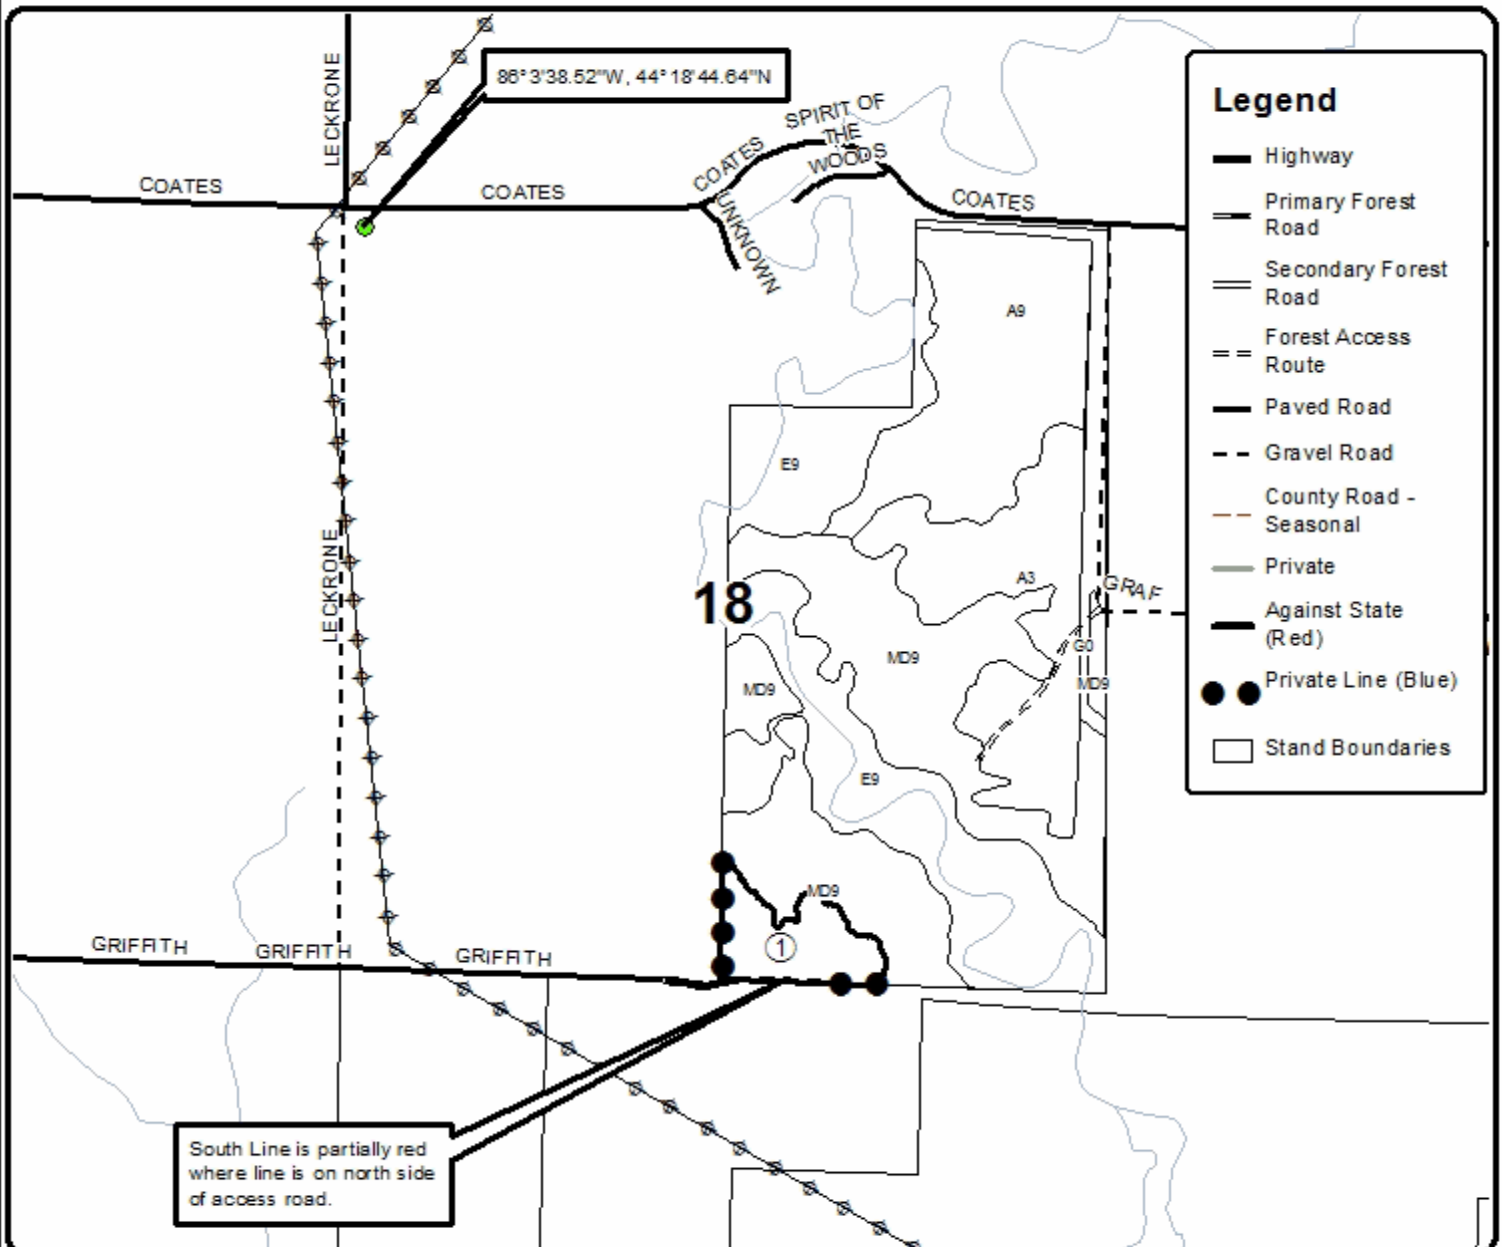 86° 3'38.52"W, 44° 18'44.64"N
LECKRONE
SPIRIT OF
THE
WOODS
COATES
COATES
COATES
COATES
UNKNOWN
A9
E9
LECKRONE
18
A3
GRAF
MD9
G0
MD9
MD9
E9
MD9
1
GRIFFITH
GRIFFITH
GRIFFITH
South Line is partially red
where line is on north side
of access road.
Legend
Highway
Primary Forest
Road
Secondary Forest
Road
Forest Access
Route
Paved Road
Gravel Road
County Road -
Seasonal
Private
Against State
(Red)
Private Line (Blue)
Stand Boundaries